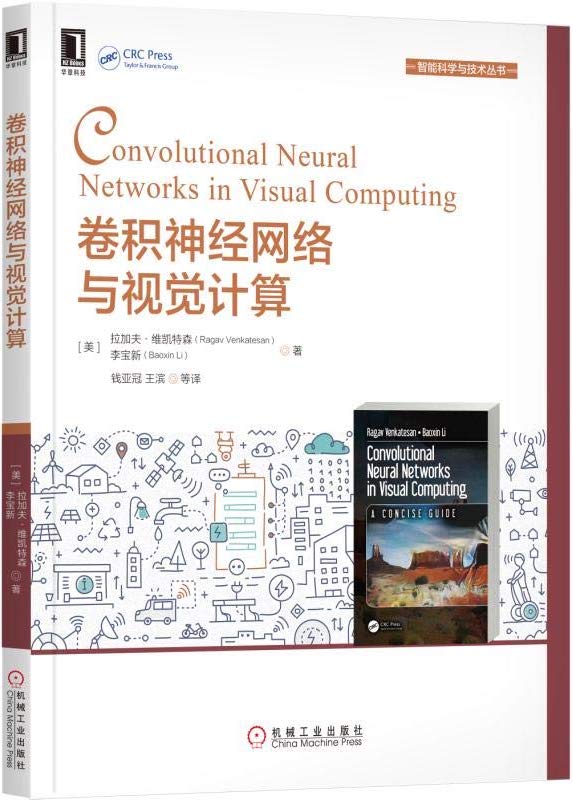 HZ BOOKS
华章科技
CRC
CRC Press
Taylor & Francis Group
智能科学与技术丛书
Convolutional Neural
Networks in Visual Computing
卷积神经网络
与视觉计算
[美]
拉加夫·维凯特森(Ragav Venkatesan)
李宝新(Baoxin Li)
著
钱亚冠 王滨 等译
Ragav Venkatesan • Baoxin Li
Convolutional
Neural Networks
in Visual Computing
A CONCISE GUIDE
CRC
CRC Press
机械工业出版社
China Machine Press
华章科技
卷积神经网络与视觉计算
[美]
拉加夫·维凯特森
李宝新
著
机械工业出版社
China Machine Press